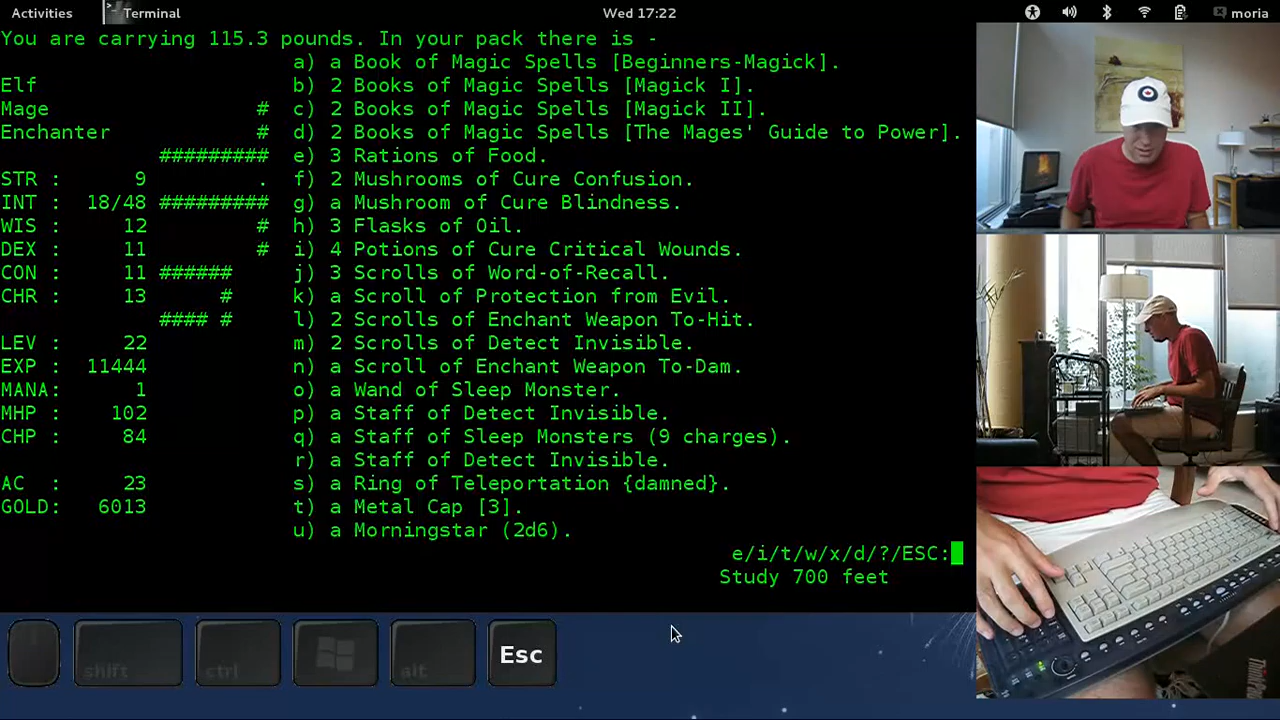 Activities Terminal Wed 17:22 moria
You are carrying 115.3 pounds. In your pack there is -
a) a Book of Magic Spells [Beginners-Magick].
Elf b) 2 Books of Magic Spells [Magick I].
Mage # c) 2 Books of Magic Spells [Magick II].
Enchanter # d) 2 Books of Magic Spells [The Mages' Guide to Power].
######### e) 3 Rations of Food.
STR : 9 . f) 2 Mushrooms of Cure Confusion.
INT : 18/48 ######### g) a Mushroom of Cure Blindness.
WIS : 12 # h) 3 Flasks of Oil.
DEX : 11 # i) 4 Potions of Cure Critical Wounds.
CON : 11 ###### j) 3 Scrolls of Word-of-Recall.
CHR : 13 # k) a Scroll of Protection from Evil.
#### # l) 2 Scrolls of Enchant Weapon To-Hit.
LEV : 22 m) 2 Scrolls of Detect Invisible.
EXP : 11444 n) a Scroll of Enchant Weapon To-Dam.
MANA: 1 o) a Wand of Sleep Monster.
MHP : 102 p) a Staff of Detect Invisible.
CHP : 84 q) a Staff of Sleep Monsters (9 charges).
r) a Staff of Detect Invisible.
AC : 23 s) a Ring of Teleportation {damned}.
GOLD: 6013 t) a Metal Cap [3].
u) a Morningstar (2d6).
e/i/t/w/x/d/?/ESC:
Study 700 feet
shift ctrl alt Esc
ThinkPad